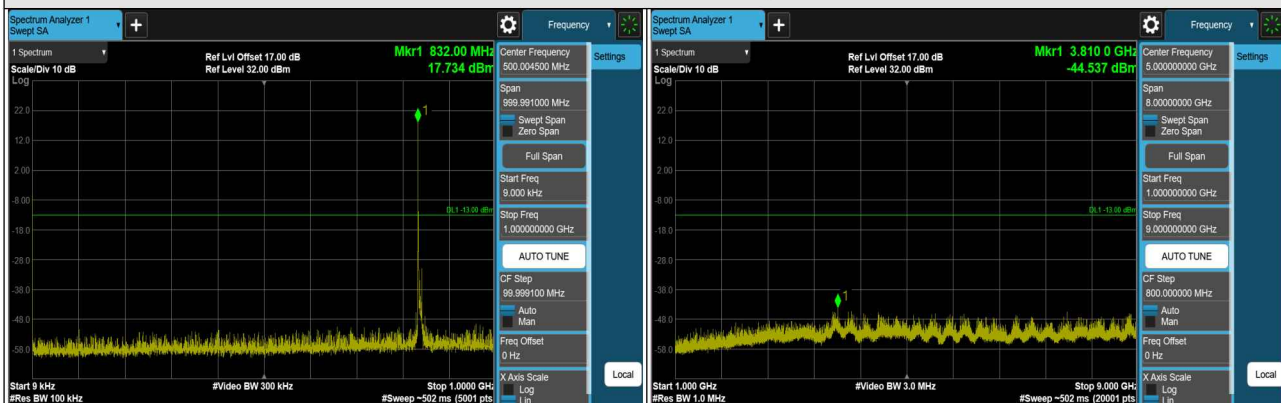 Spectrum Analyzer 1
Swept SA
+
Frequency
1 Spectrum
Scale/Div 10 dB
Log
Ref Lvl Offset 17.00 dB
Ref Level 32.00 dBm
Mkr1 832.00 MHz
17.734 dBm
22.0
12.0
2.00
-8.00
-18.0
-28.0
-38.0
-48.0
-58.0
1
DL1 -13.00 dBm
Start 9 kHz
#Res BW 100 kHz
#Video BW 300 kHz
Stop 1.0000 GHz
#Sweep ~502 ms (5001 pts
Center Frequency
500.004500 MHz
Settings
Span
999.991000 MHz
Swept Span
Zero Span
Full Span
Start Freq
9.000 kHz
Stop Freq
1.000000000 GHz
AUTO TUNE
CF Step
99.999100 MHz
Auto
Man
Freq Offset
0 Hz
X Axis Scale
Log
Lin
Local
Spectrum Analyzer 1
Swept SA
+
Frequency
1 Spectrum
Scale/Div 10 dB
Log
Ref Lvl Offset 17.00 dB
Ref Level 32.00 dBm
Mkr1 3.810 0 GHz
-44.537 dBm
22.0
12.0
2.00
-8.00
-18.0
-28.0
-38.0
-48.0
-58.0
1
DL1 -13.00 dBm
Start 1.000 GHz
#Res BW 1.0 MHz
#Video BW 3.0 MHz
Stop 9.000 GHz
#Sweep ~502 ms (20001 pts
Center Frequency
5.000000000 GHz
Settings
Span
8.00000000 GHz
Swept Span
Zero Span
Full Span
Start Freq
1.000000000 GHz
Stop Freq
9.000000000 GHz
AUTO TUNE
CF Step
800.000000 MHz
Auto
Man
Freq Offset
0 Hz
X Axis Scale
Log
Lin
Local